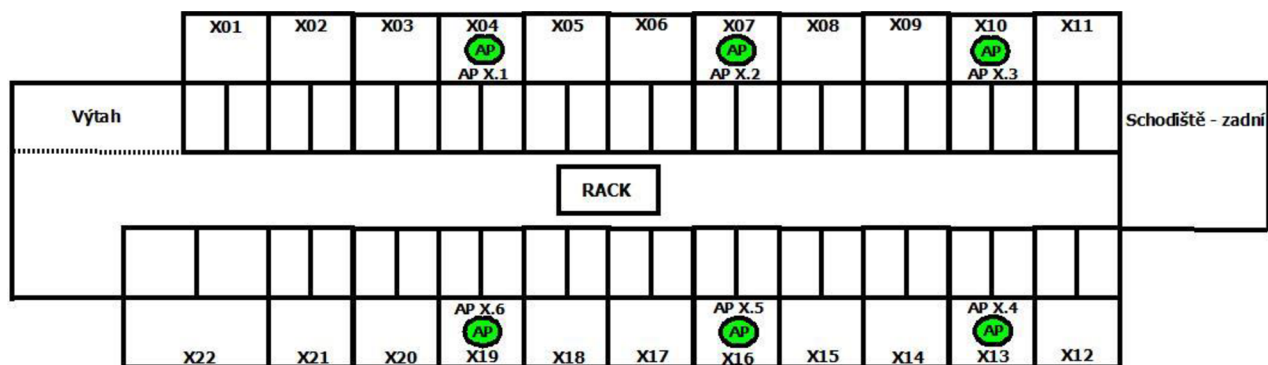 X01 X02 X03 X04 X05 X06 X07 X08 X09 X10 X11
AP AP AP
AP X.1 AP X.2 AP X.3
Výtah
Schodiště - zadní
RACK
AP X.6 AP X.5 AP X.4
AP AP AP
X22 X21 X20 X19 X18 X17 X16 X15 X14 X13 X12